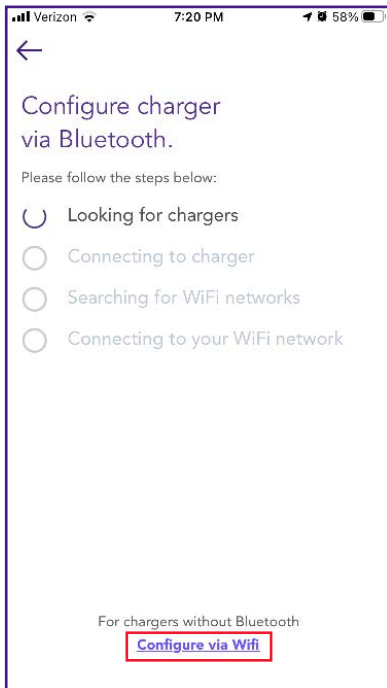 Verizon 7:20 PM 58%
Configure charger
via Bluetooth.
Please follow the steps below:
Looking for chargers
Connecting to charger
Searching for WiFi networks
Connecting to your WiFi network
For chargers without Bluetooth
Configure via Wifi